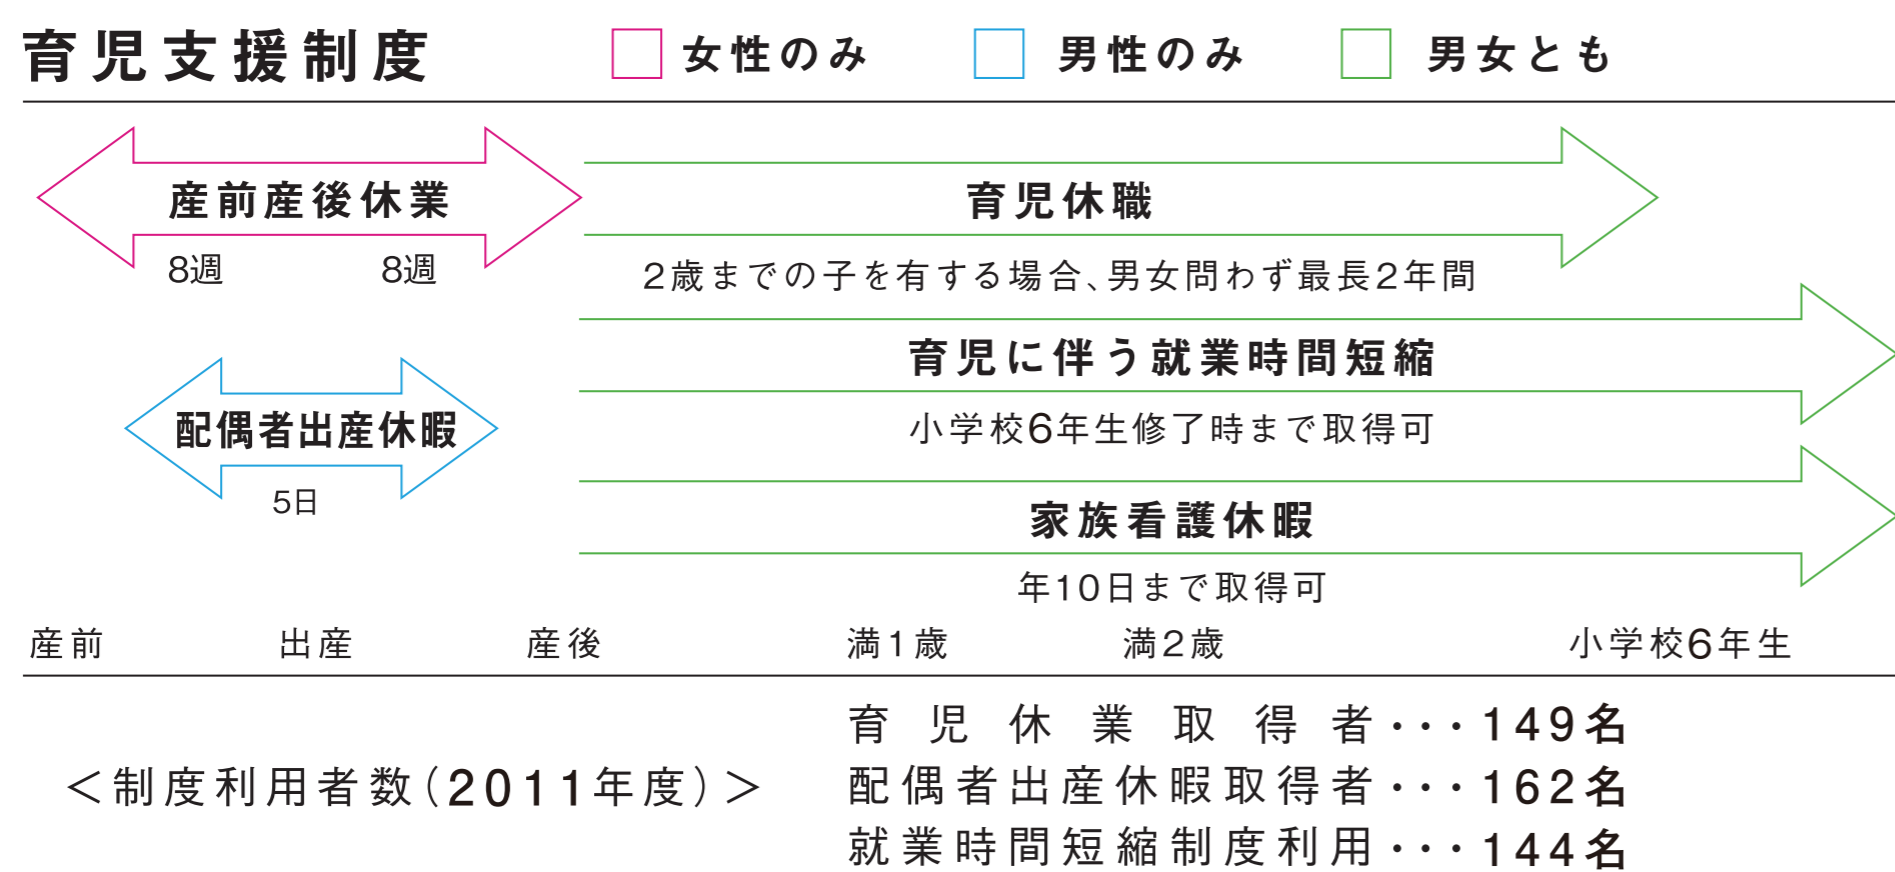 育児支援制度 女性のみ 男性のみ 男女とも
産前産後休業
8週 8週
育児休職
2歳までの子を有する場合、男女問わず最長2年間
育児に伴う就業時間短縮
小学校6年生修了時まで取得可
配偶者出産休暇
5日
家族看護休暇
年10日まで取得可
産前 出産 産後 満1歳 満2歳 小学校6年生
＜制度利用者数(2011年度)＞
育児休業取得者･･･149名
配偶者出産休暇取得者･･･162名
就業時間短縮制度利用･･･144名